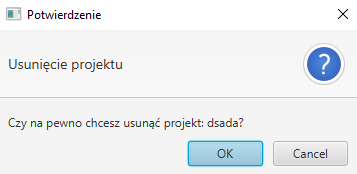 Potwierdzenie
Usunięcie projektu
?
Czy na pewno chcesz usunąć projekt: dsada?
OK Cancel